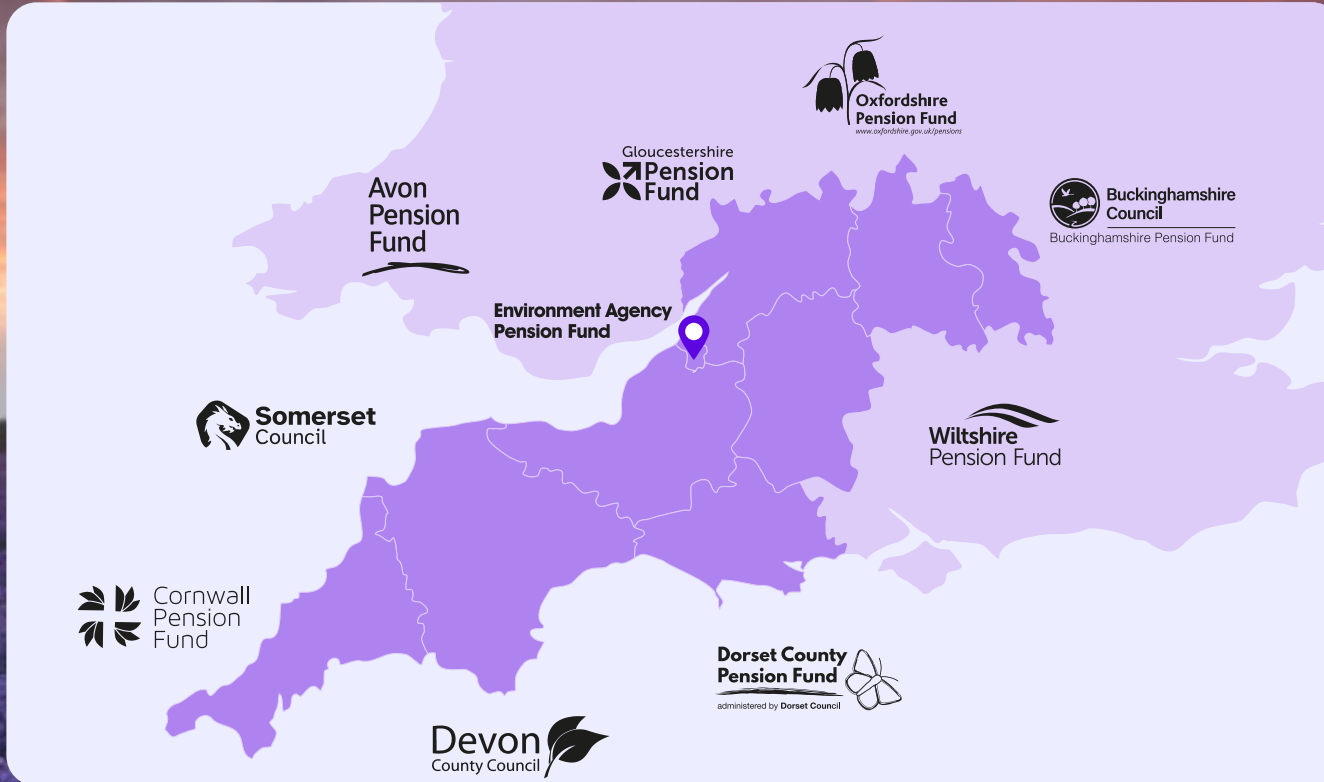 Oxfordshire
Pension Fund
www.oxfordshire.gov.uk/pensions
Gloucestershire
Pension
Fund
Avon
Pension
Fund
Buckinghamshire
Council
Buckinghamshire Pension Fund
Environment Agency
Pension Fund
Somerset
Council
Wiltshire
Pension Fund
Cornwall
Pension
Fund
Dorset County
Pension Fund
administered by Dorset Council
Devon
County Council